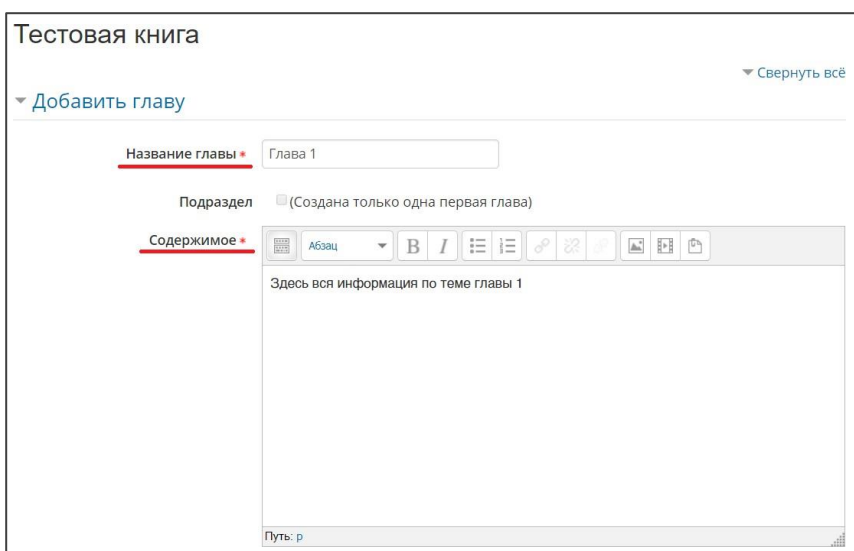 Тестовая книга
Свернуть всё
Добавить главу
Название главы * Глава 1
Подраздел (Создана только одна первая глава)
Содержимое * Абзац B I
Здесь вся информация по теме главы 1
Путь: p